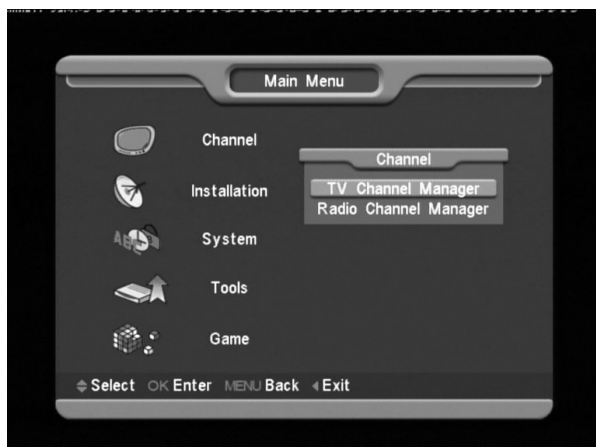 Main Menu
Channel
Installation
System
Tools
Game
Channel
TV Channel Manager
Radio Channel Manager
Select OK Enter MENU Back Exit